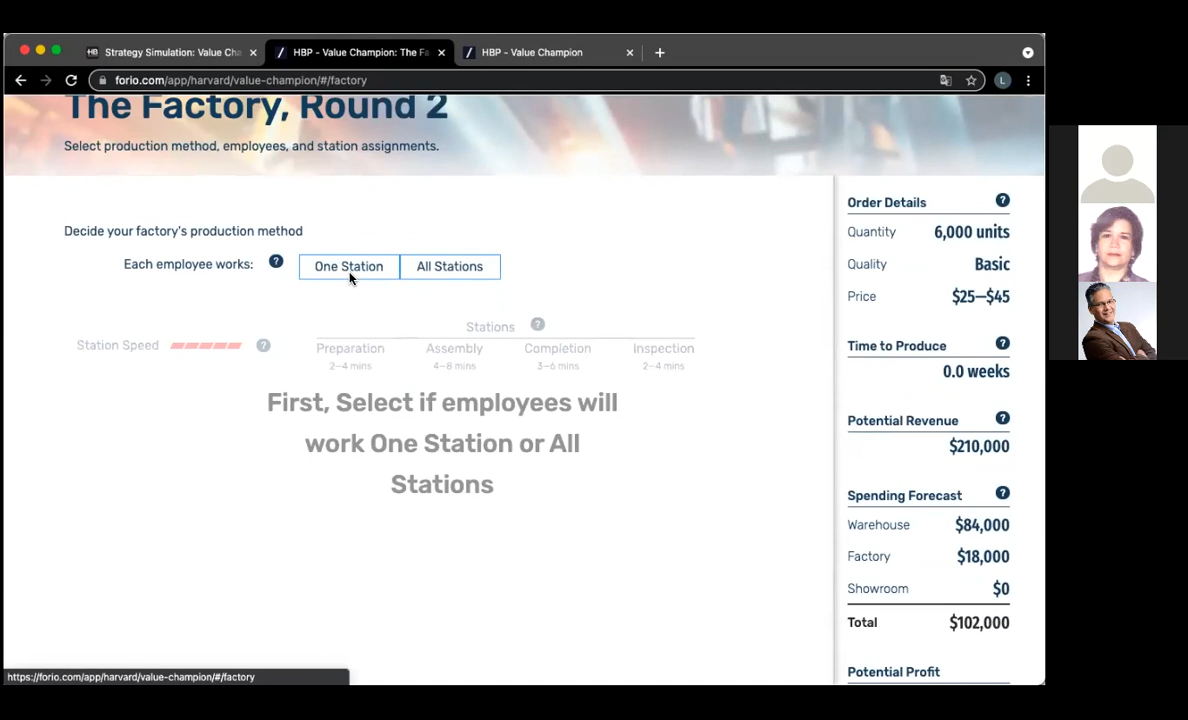 Strategy Simulation: Value Cha
HBP - Value Champion: The Fa
HBP - Value Champion
forio.com/app/harvard/value-champion/#/factory
L
The Factory, Round 2
Select production method, employees, and station assignments.
Decide your factory's production method
Each employee works: ?
One Station
All Stations
Stations ?
Station Speed ?
Preparation
Assembly
Completion
Inspection
2–4 mins
4–8 mins
3–6 mins
2–4 mins
First, Select if employees will
work One Station or All
Stations
Order Details ?
Quantity 6,000 units
Quality Basic
Price $25–$45
Time to Produce ?
0.0 weeks
Potential Revenue ?
$210,000
Spending Forecast ?
Warehouse $84,000
Factory $18,000
Showroom $0
Total $102,000
Potential Profit
https://forio.com/app/harvard/value-champion/#/factory